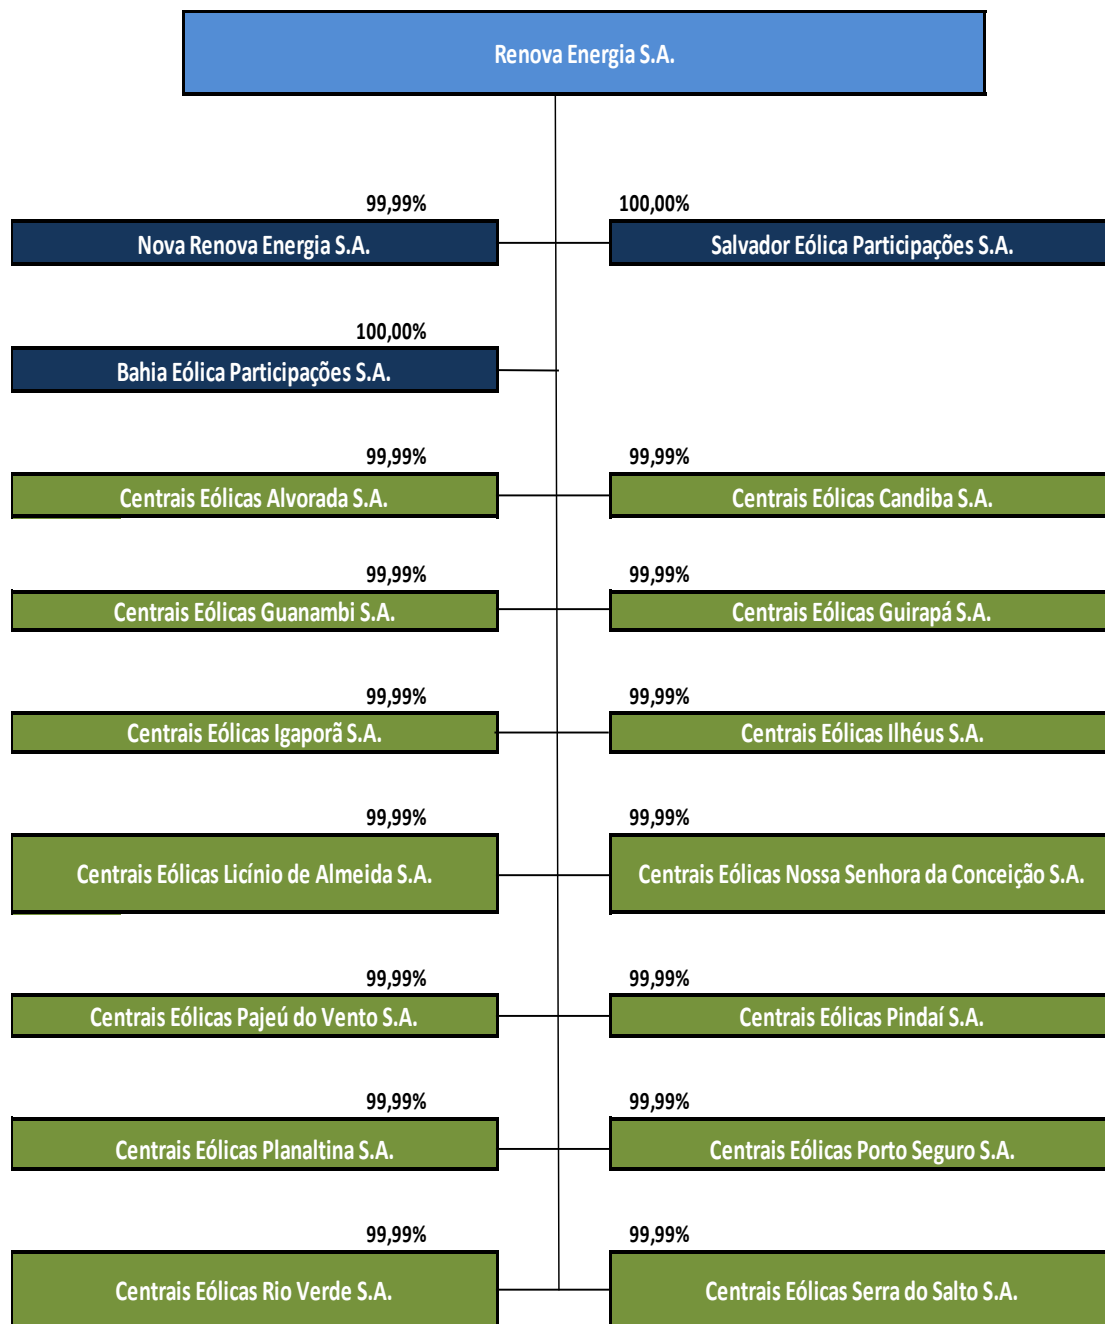 Renova Energia S.A.
99,99%
100,00%
Nova Renova Energia S.A.
Salvador Eólica Participações S.A.
100,00%
Bahia Eólica Participações S.A.
99,99%
99,99%
Centrais Eólicas Alvorada S.A.
Centrais Eólicas Candiba S.A.
99,99%
99,99%
Centrais Eólicas Guanambi S.A.
Centrais Eólicas Guirapá S.A.
99,99%
99,99%
Centrais Eólicas Igaporã S.A.
Centrais Eólicas Ilhéus S.A.
99,99%
99,99%
Centrais Eólicas Licínio de Almeida S.A.
Centrais Eólicas Nossa Senhora da Conceição S.A.
99,99%
99,99%
Centrais Eólicas Pajeú do Vento S.A.
Centrais Eólicas Pindaí S.A.
99,99%
99,99%
Centrais Eólicas Planaltina S.A.
Centrais Eólicas Porto Seguro S.A.
99,99%
99,99%
Centrais Eólicas Rio Verde S.A.
Centrais Eólicas Serra do Salto S.A.